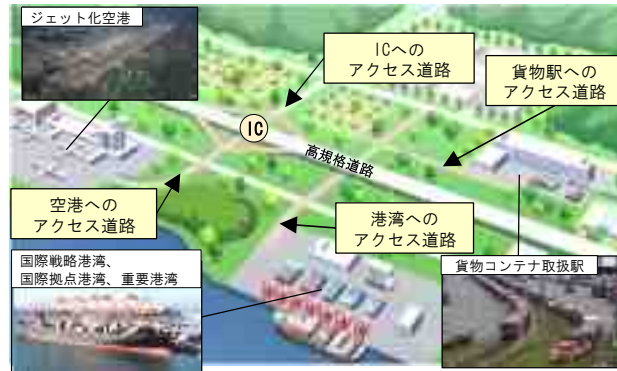 ジェット化空港
ICへの
アクセス道路
貨物駅への
アクセス道路
IC
高規格道路
空港への
アクセス道路
港湾への
アクセス道路
国際戦略港湾、
国際拠点港湾、重要港湾
貨物コンテナ取扱駅